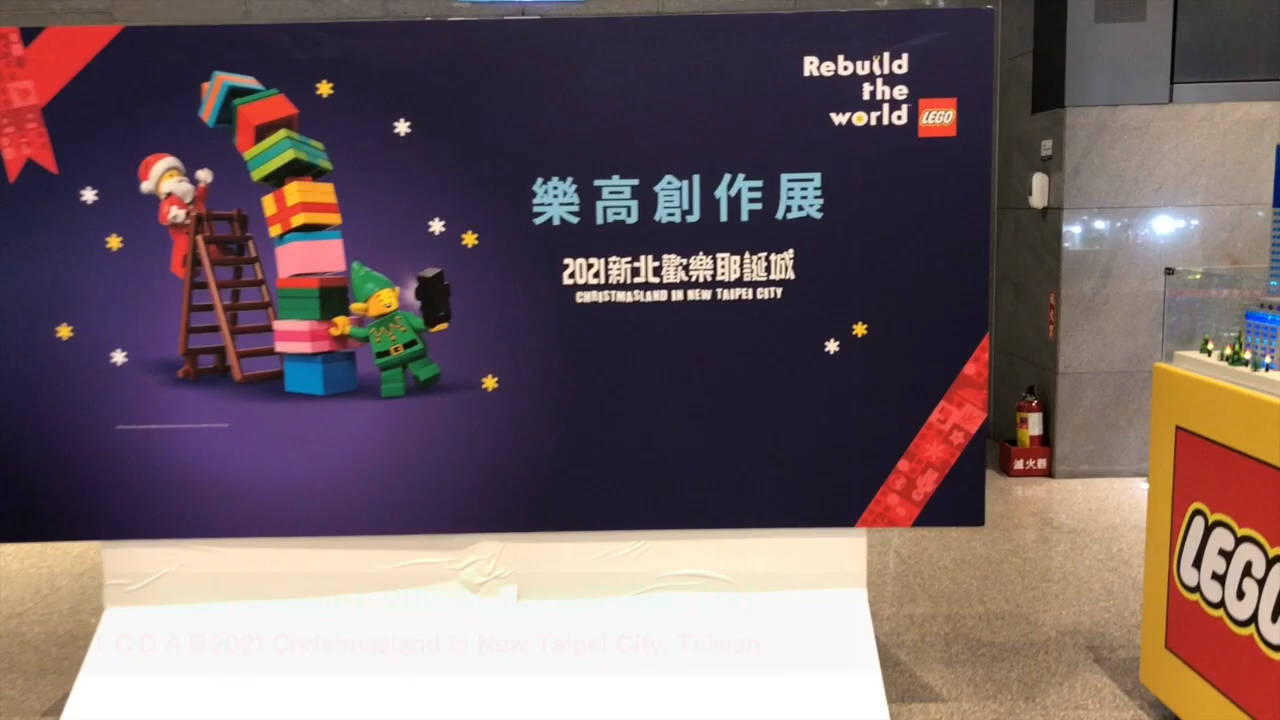 Rebuild
the
world
LEGO
樂高創作展
2021新北歡樂耶誕城
CHRISTMASLAND IN NEW TAIPEI CITY
滅火器
LEGO
I C D A @2021 Christmasland in New Taipei City, Taiwan